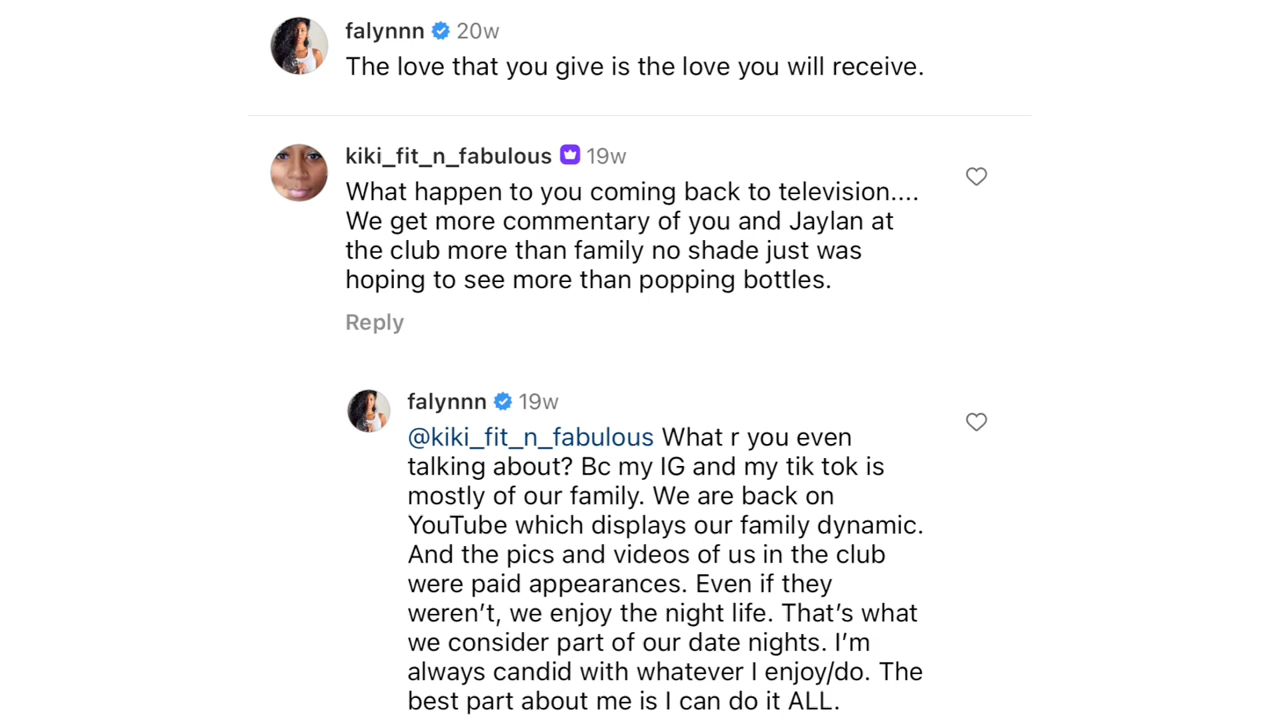 falynnn 20w
The love that you give is the love you will receive.
kiki_fit_n_fabulous 19w
What happen to you coming back to television....
We get more commentary of you and Jaylan at
the club more than family no shade just was
hoping to see more than popping bottles.
Reply
falynnn 19w
@kiki_fit_n_fabulous What r you even
talking about? Bc my IG and my tik tok is
mostly of our family. We are back on
YouTube which displays our family dynamic.
And the pics and videos of us in the club
were paid appearances. Even if they
weren’t, we enjoy the night life. That’s what
we consider part of our date nights. I’m
always candid with whatever I enjoy/do. The
best part about me is I can do it ALL.